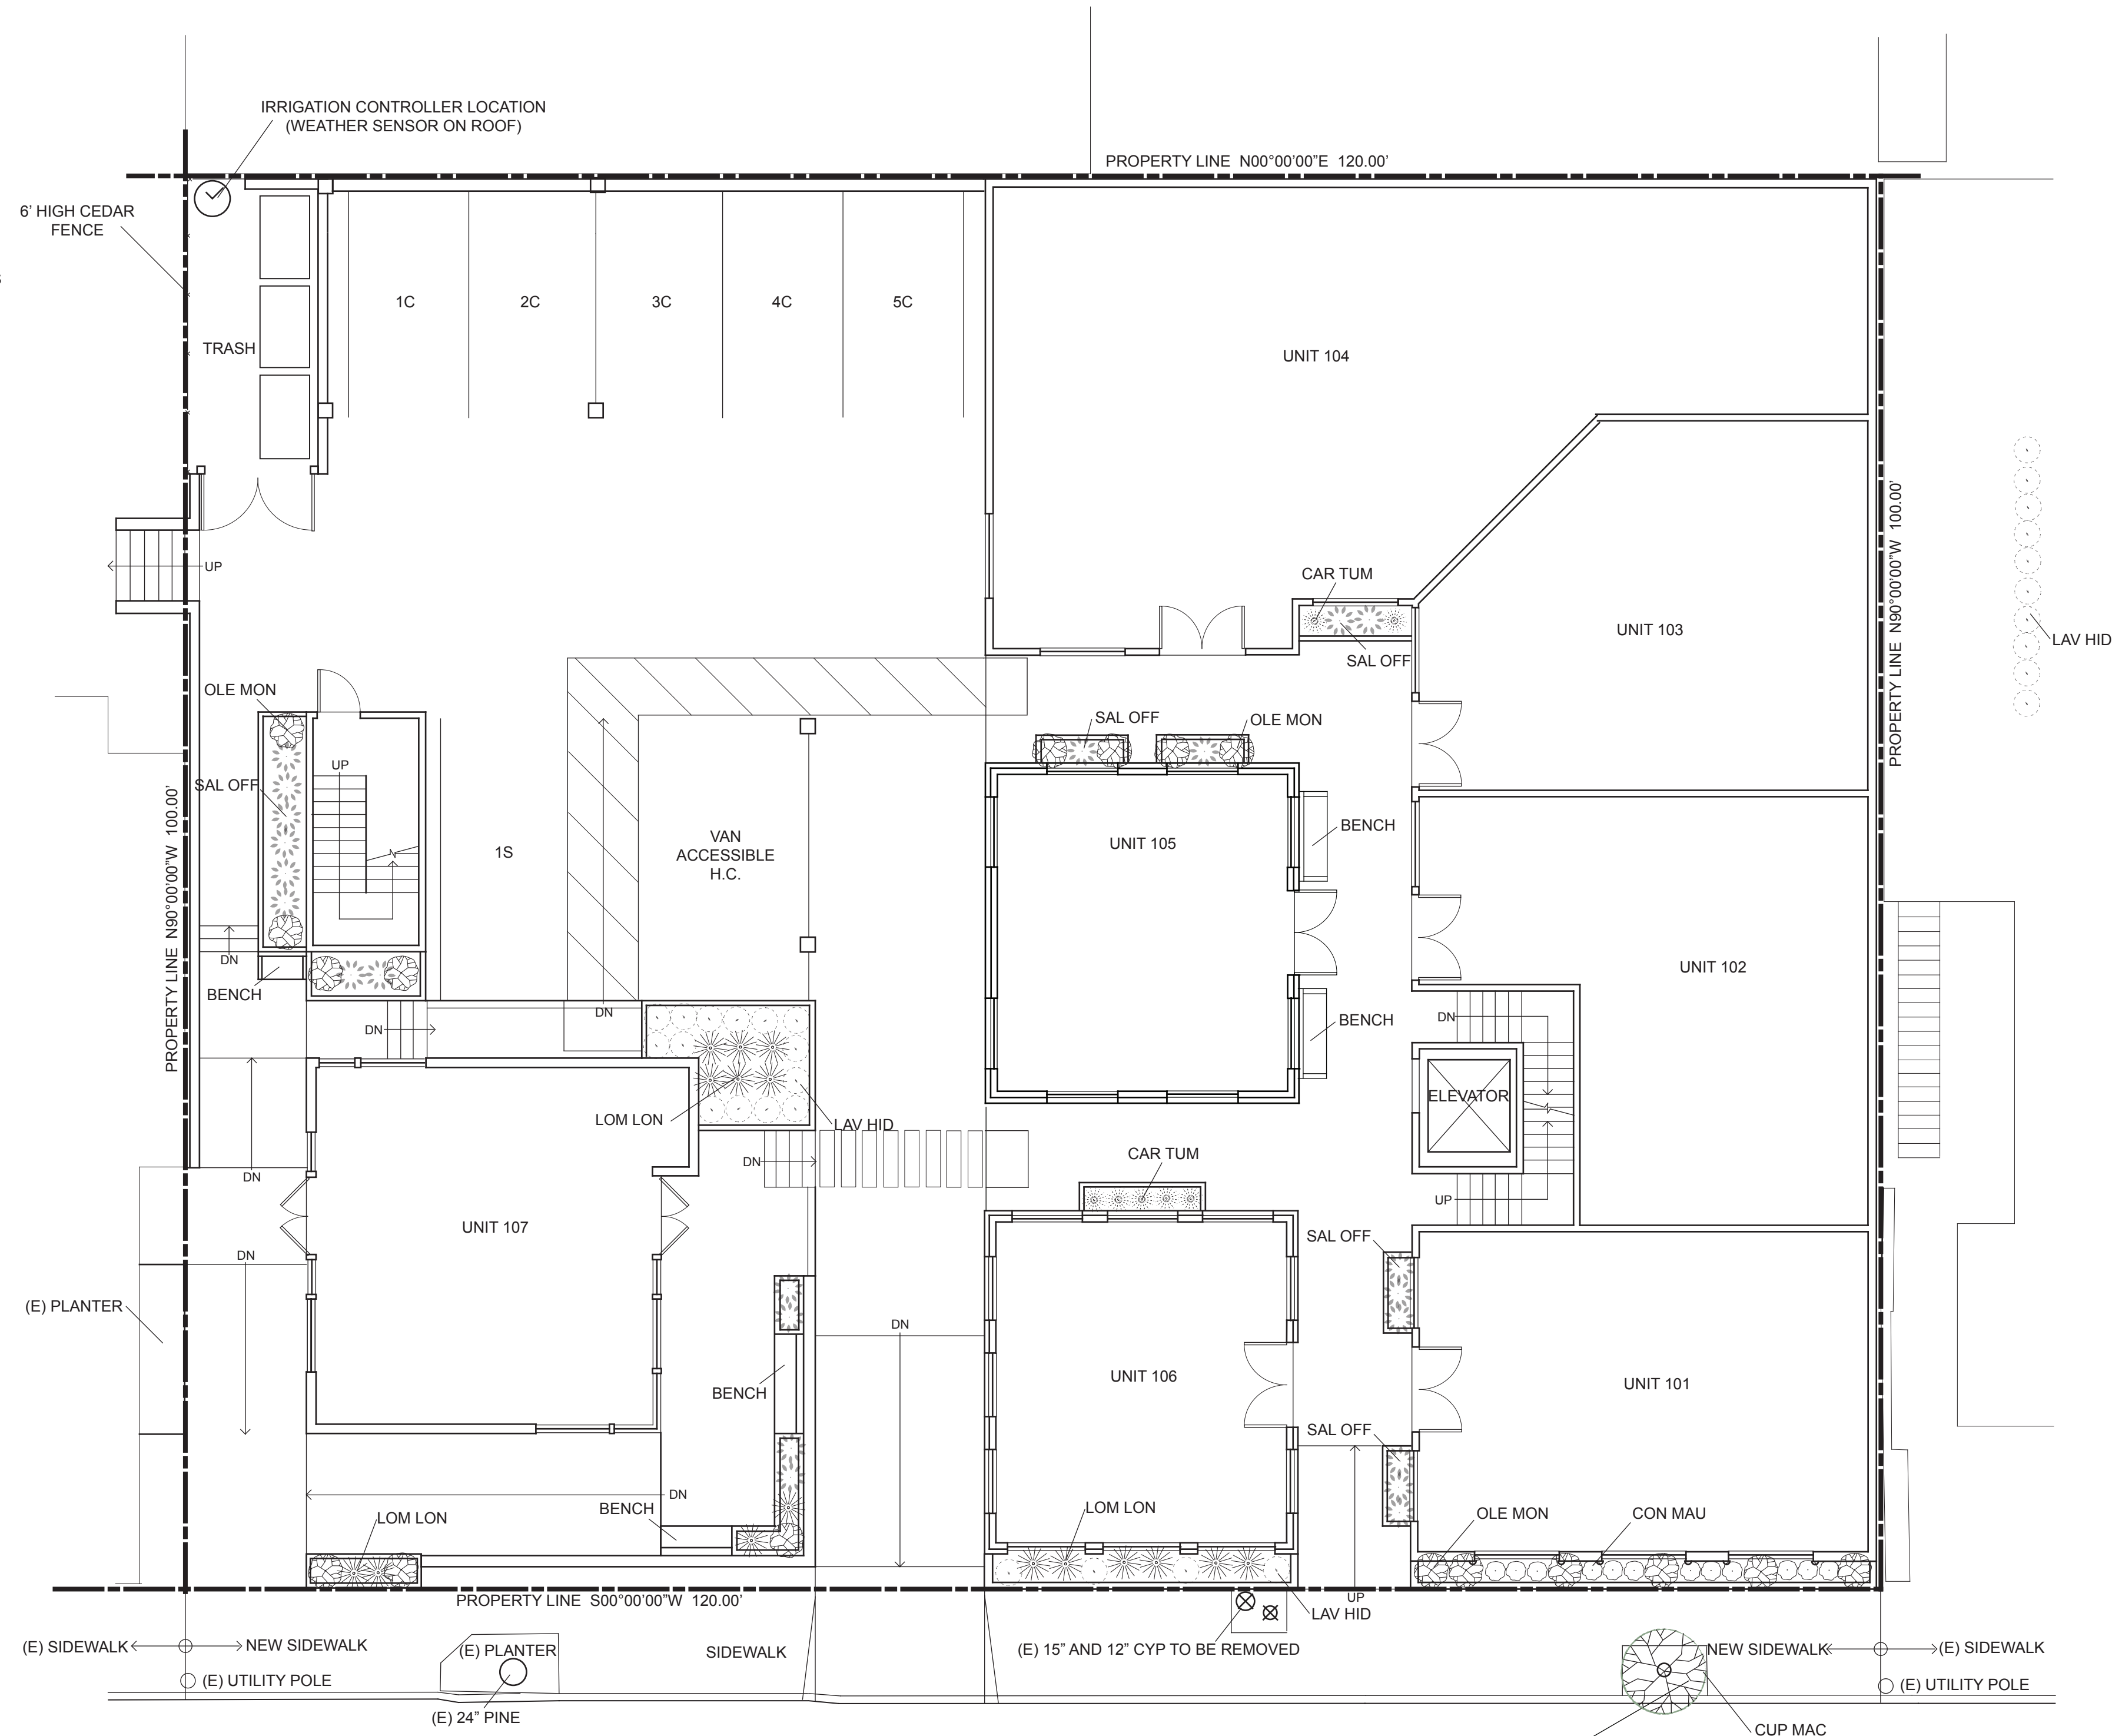 IRRIGATION CONTROLLER LOCATION
(WEATHER SENSOR ON ROOF)
PROPERTY LINE  N00°00'00"E  120.00'
6' HIGH CEDAR
FENCE
1C
2C
3C
4C
5C
TRASH
UNIT 104
PROPERTY LINE  N90°00'00"W  100.00'
UP
CAR TUM
UNIT 103
LAV HID
SAL OFF
OLE MON
SAL OFF
OLE MON
UP
SAL OFF
PROPERTY LINE  N90°00'00"W  100.00'
1S
VAN
ACCESSIBLE
H.C.
UNIT 105
BENCH
DN
UNIT 102
BENCH
DN
DN
DN
BENCH
ELEVATOR
LOM LON
LAV HID
DN
CAR TUM
DN
UP
UNIT 107
SAL OFF
DN
(E) PLANTER
DN
UNIT 106
BENCH
UNIT 101
SAL OFF
DN
BENCH
LOM LON
LOM LON
OLE MON
CON MAU
PROPERTY LINE  S00°00'00"W  120.00'
UP
LAV HID
(E) SIDEWALK
NEW SIDEWALK
(E) PLANTER
SIDEWALK
(E) 15" AND 12" CYP TO BE REMOVED
NEW SIDEWALK
(E) SIDEWALK
(E) UTILITY POLE
(E) UTILITY POLE
(E) 24" PINE
CUP MAC